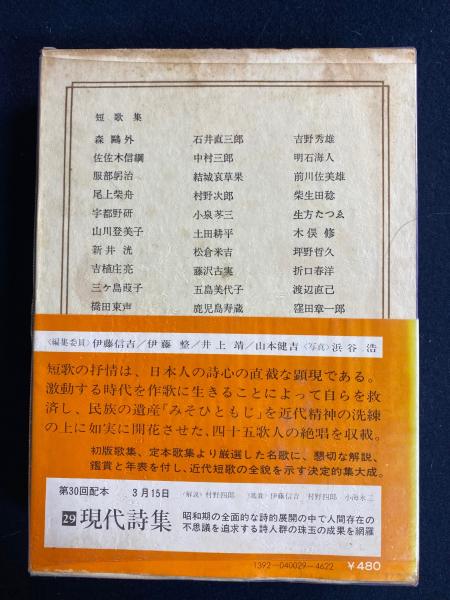 短歌集
森鷗外 石井直三郎 吉野秀雄
佐佐木信綱 中村三郎 明石海人
服部躬治 結城哀草果 前川佐美雄
尾上柴舟 村野次郎 柴生田稔
宇都野研 小泉苳三 生方たつゑ
山川登美子 土田耕平 木俣修
新井洸 松倉米吉 坪野哲久
吉植庄亮 藤沢古実 折口春洋
三ケ島葭子 五島美代子 渡辺直己
橋田東声 鹿児島寿蔵 窪田章一郎
〈編集委員〉伊藤信吉/伊藤 整/井上 靖/山本健吉〈写真〉浜谷 浩
短歌の抒情は、日本人の詩心の直截な顕現である。
激動する時代を作歌に生きることによって自らを救
済し、民族の遺産「みそひともじ」を近代精神の洗練
の上に如実に開花させた、四十五歌人の絶唱を収載。
初版歌集、定本歌集より厳選した名歌に、懇切な解説、
鑑賞と年表を付し、近代短歌の全貌を示す決定的集大成。
第30回配本 3月15日 〈解説〉村野四郎 〈鑑賞〉伊藤信吉 村野四郎 小海永二
29 現代詩集 昭和期の全面的な詩的展開の中で人間存在の
不思議を追求する詩人群の珠玉の成果を網羅
1392-040029-4622 ¥480